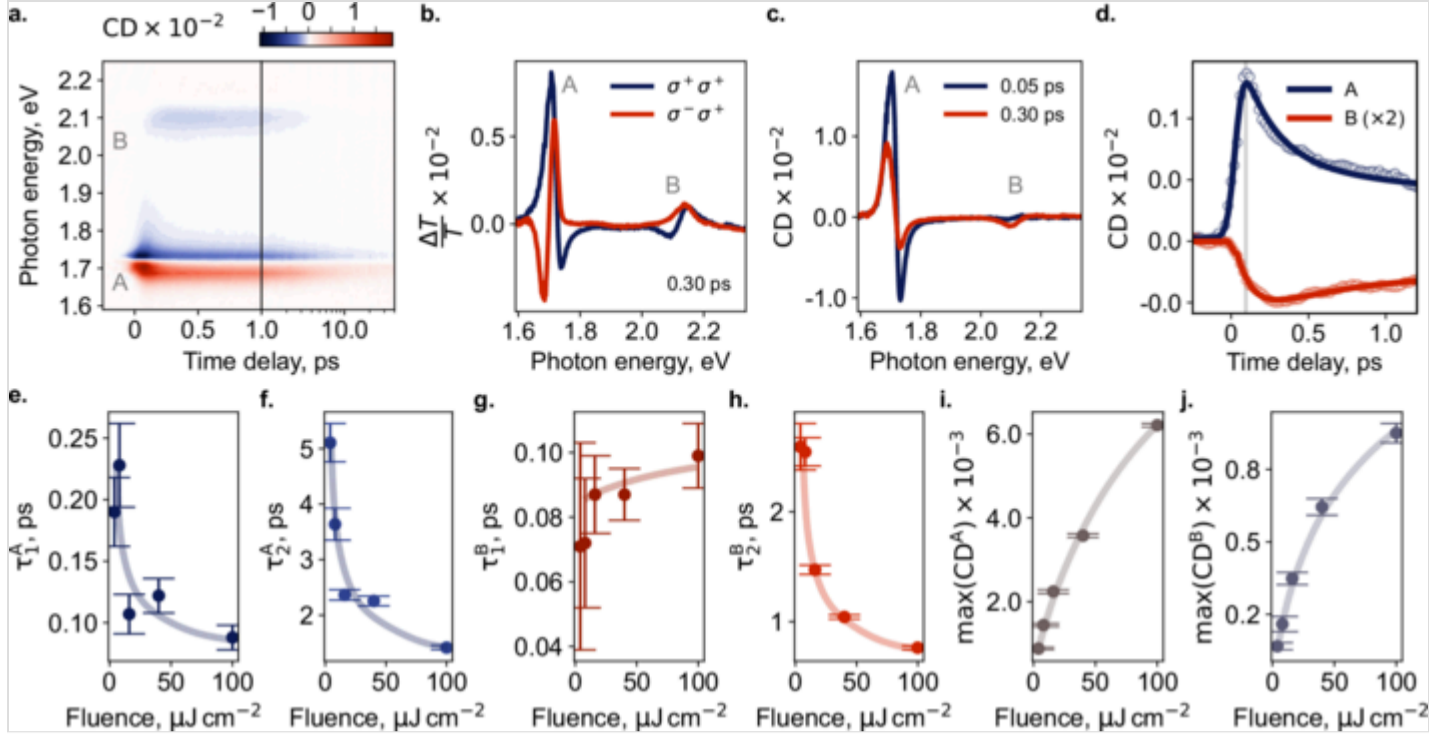 a.
CD × 10⁻²
−1 0 1
Photon energy, eV
2.2
2.1
2.0
1.9
1.8
1.7
1.6
B
A
0 0.5 1.0 10.0
Time delay, ps
b.
ΔT/T × 10⁻²
0.5
0.0
A
B
σ⁺ σ⁺
σ⁻ σ⁺
0.30 ps
1.6 1.8 2.0 2.2
Photon energy, eV
c.
CD × 10⁻²
1.0
0.0
-1.0
A
B
0.05 ps
0.30 ps
1.6 1.8 2.0 2.2
Photon energy, eV
d.
CD × 10⁻²
0.1
0.0
0.0
-0.0
A
B (×2)
0 0.5 1.0
Time delay, ps
e.
τ₁ᴬ, ps
0.25
0.20
0.15
0.10
0 50 100
Fluence, μJ cm⁻²
f.
τ₂ᴬ, ps
5
4
3
2
0 50 100
Fluence, μJ cm⁻²
g.
τ₁ᴮ, ps
0.10
0.08
0.06
0.04
0 50 100
Fluence, μJ cm⁻²
h.
τ₂ᴮ, ps
2
1
0 50 100
Fluence, μJ cm⁻²
i.
max(CDᴬ) × 10⁻³
6.0
4.0
2.0
0 50 100
Fluence, μJ cm⁻²
j.
max(CDᴮ) × 10⁻³
0.8
0.5
0.2
0 50 100
Fluence, μJ cm⁻²